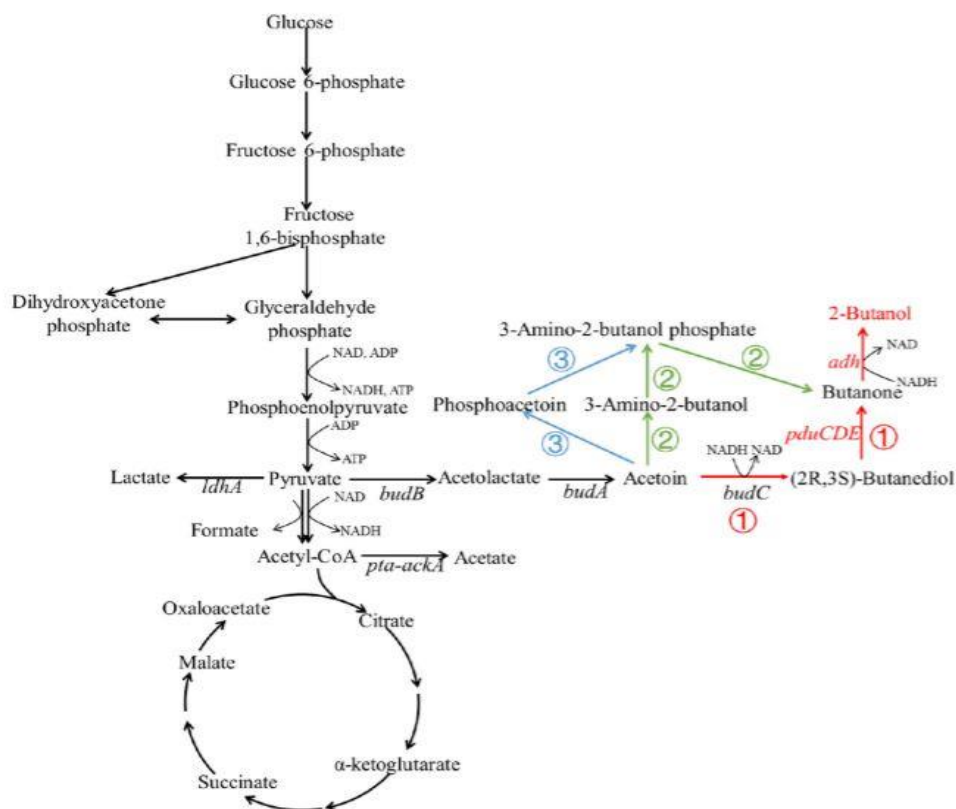 Glucose
Glucose 6-phosphate
Fructose 6-phosphate
Fructose
1,6-bisphosphate
Dihydroxyacetone
phosphate
Glyceraldehyde
phosphate
NAD, ADP
NADH, ATP
Phosphoenolpyruvate
ADP
ATP
Lactate
ldhA
Pyruvate
budB
Acetolactate
budA
Acetoin
NADH NAD
budC
①
(2R,3S)-Butanediol
3-Amino-2-butanol phosphate
③
②
②
Phosphoacetoin
3-Amino-2-butanol
③
②
2-Butanol
NAD
adh
NADH
Butanone
pduCDE
①
NAD
NADH
Formate
Acetyl-CoA
pta-ackA
Acetate
Oxaloacetate
Citrate
Malate
α-ketoglutarate
Succinate